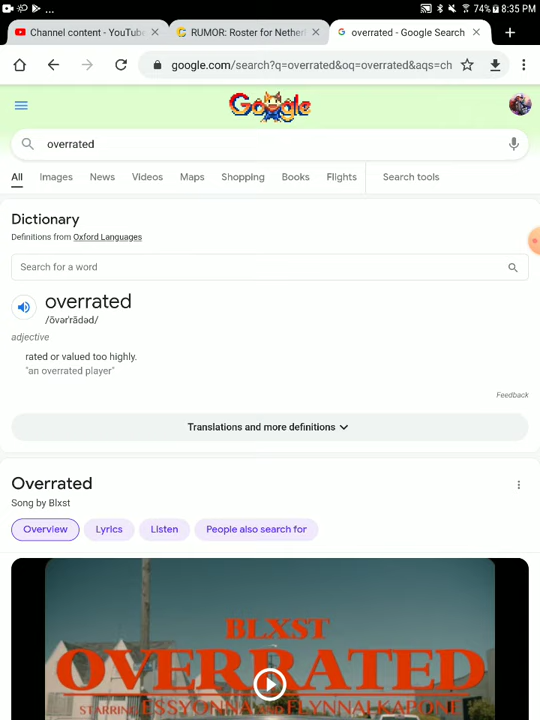 ... 74% 8:35 PM
Channel content - YouTube
RUMOR: Roster for Nether
overrated - Google Search
google.com/search?q=overrated&oq=overrated&aqs=ch
Google
overrated
All Images News Videos Maps Shopping Books Flights Search tools
Dictionary
Definitions from Oxford Languages
Search for a word
overrated
/ōvərˈrādəd/
adjective
rated or valued too highly.
"an overrated player"
Feedback
Translations and more definitions
Overrated
Song by Blxst
Overview Lyrics Listen People also search for
BLXST
OVERRATED
STARRING ESSYONNA and FLYNNAI KAPONE